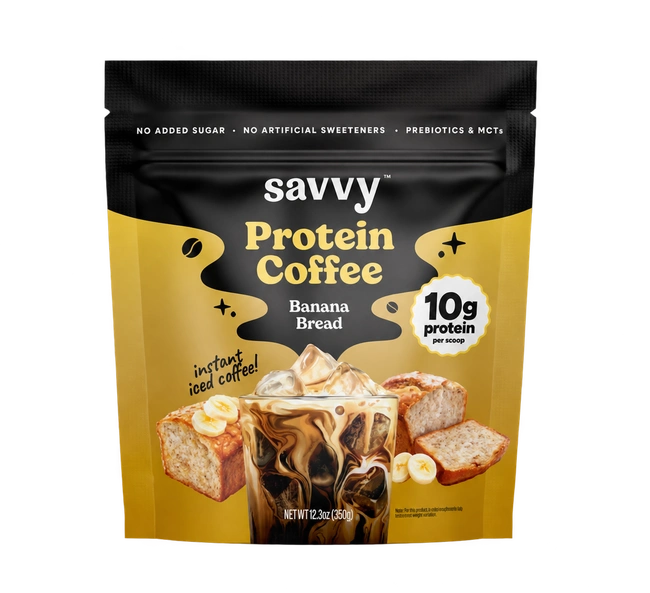 NO ADDED SUGAR • NO ARTIFICIAL SWEETENERS • PREBIOTICS & MCTs
savvy™
Protein
Coffee
Banana
Bread
10g
protein
per scoop
instant
iced coffee!
NET WT 12.3oz (350g)